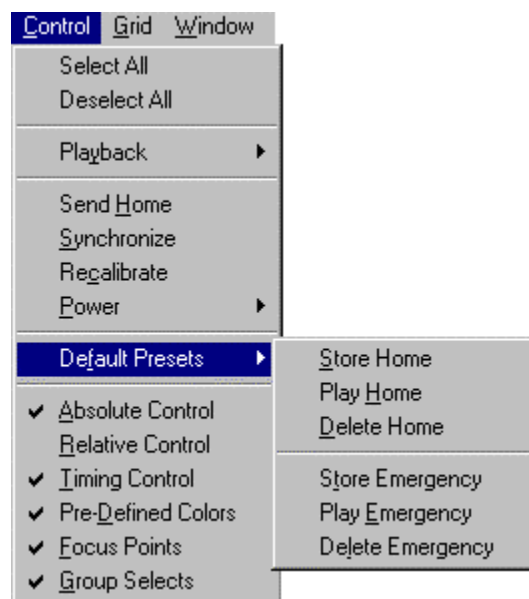 Control Grid Window
Select All
Deselect All
Playback
Send Home
Synchronize
Recalibrate
Power
Default Presets
Store Home
Play Home
Delete Home
Store Emergency
Play Emergency
Delete Emergency
Absolute Control
Relative Control
Timing Control
Pre-Defined Colors
Focus Points
Group Selects